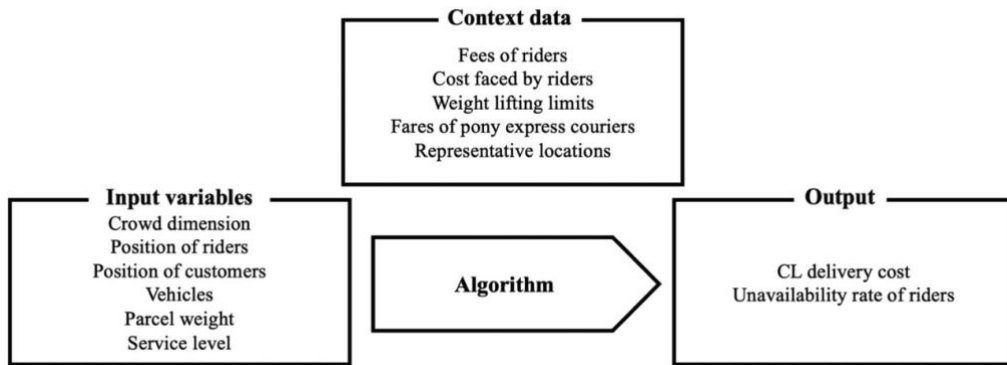 Context data
Fees of riders
Cost faced by riders
Weight lifting limits
Fares of pony express couriers
Representative locations
Input variables
Crowd dimension
Position of riders
Position of customers
Vehicles
Parcel weight
Service level
Algorithm
Output
CL delivery cost
Unavailability rate of riders